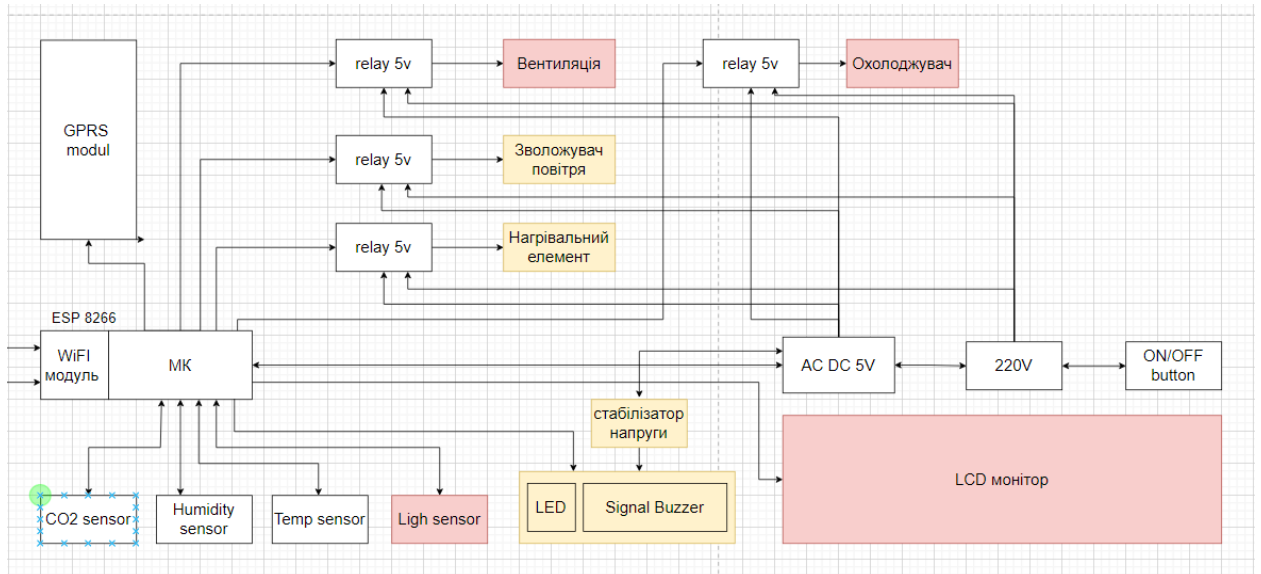 relay 5v
Вентиляція
relay 5v
Охолоджувач
GPRS
modul
relay 5v
Зволожувач
повітря
relay 5v
Нагрівальний
елемент
ESP 8266
WiFI
модуль
МК
AC DC 5V
220V
ON/OFF
button
стабілізатор
напруги
LCD монітор
CO2 sensor
Humidity
sensor
Temp sensor
Ligh sensor
LED
Signal Buzzer